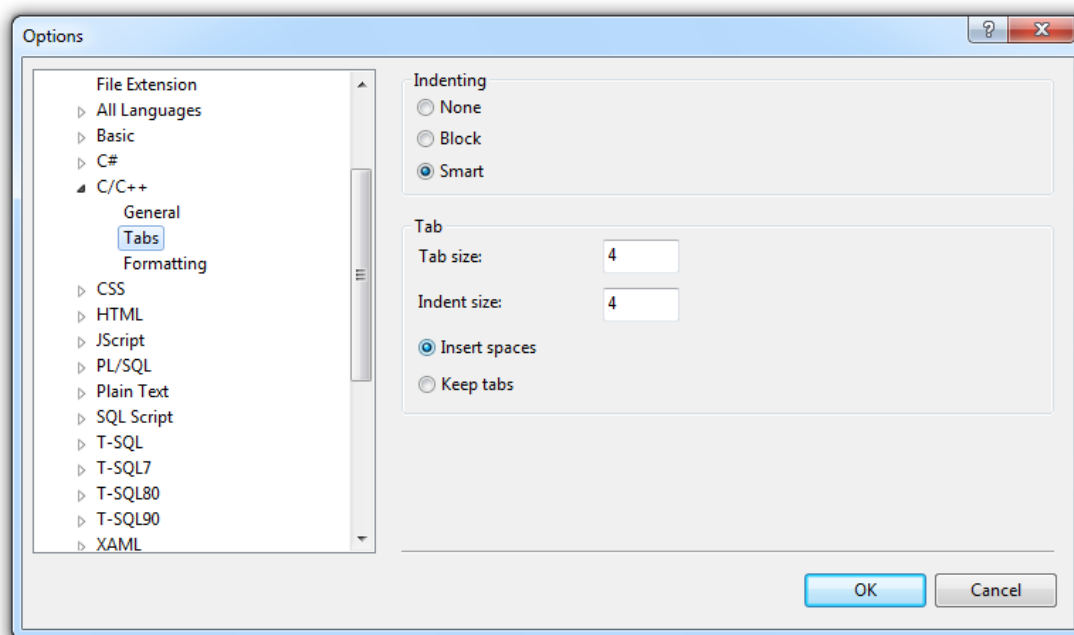 Options
File Extension
All Languages
Basic
C#
C/C++
General
Tabs
Formatting
CSS
HTML
JScript
PL/SQL
Plain Text
SQL Script
T-SQL
T-SQL7
T-SQL80
T-SQL90
XAML
Indenting
None
Block
Smart
Tab
Tab size: 4
Indent size: 4
Insert spaces
Keep tabs
OK Cancel